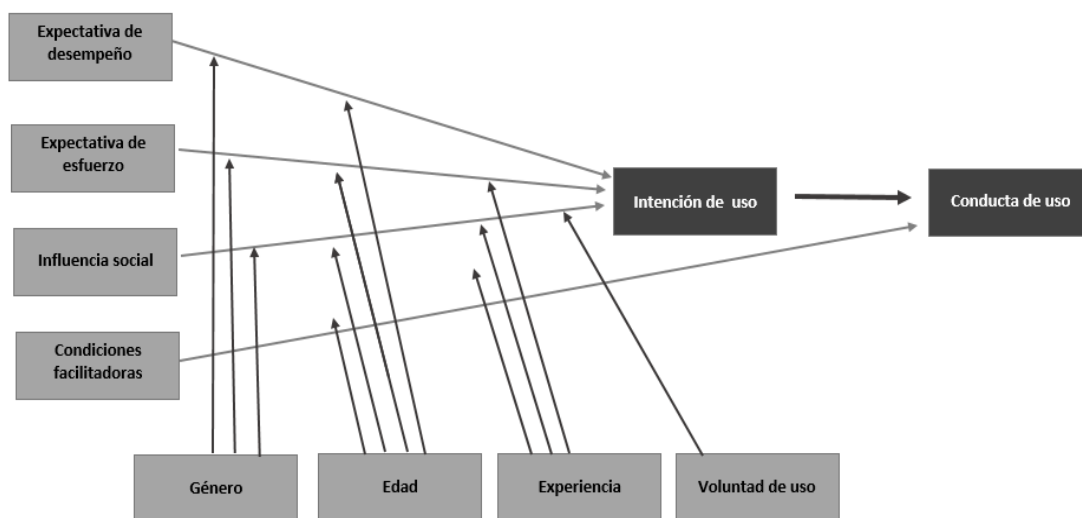 Expectativa de
desempeño
Expectativa de
esfuerzo
Intención de uso
Conducta de uso
Influencia social
Condiciones
facilitadoras
Género
Edad
Experiencia
Voluntad de uso